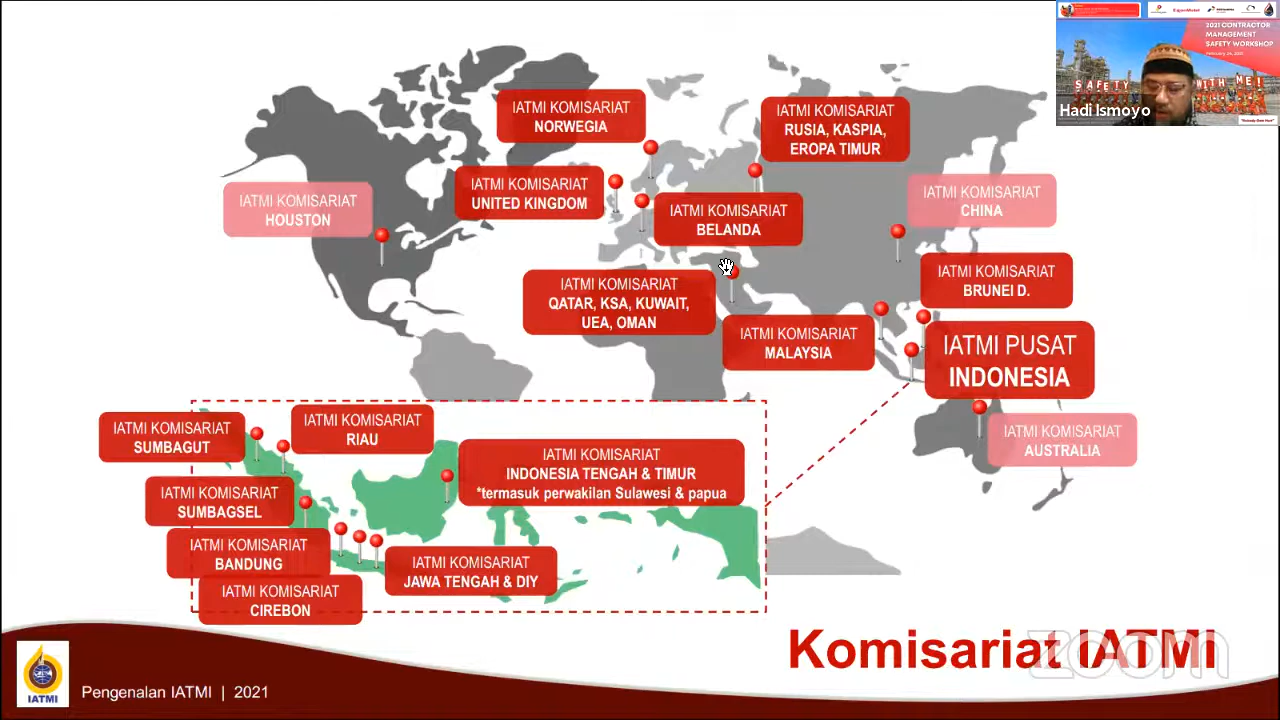 2021 CONTRACTOR
MANAGEMENT
SAFETY WORKSHOP
SAFETY WITH ME!
Hadi Ismoyo
IATMI KOMISARIAT
NORWEGIA
IATMI KOMISARIAT
RUSIA, KASPIA,
EROPA TIMUR
IATMI KOMISARIAT
UNITED KINGDOM
IATMI KOMISARIAT
HOUSTON
IATMI KOMISARIAT
BELANDA
IATMI KOMISARIAT
CHINA
IATMI KOMISARIAT
QATAR, KSA, KUWAIT,
UEA, OMAN
IATMI KOMISARIAT
BRUNEI D.
IATMI KOMISARIAT
MALAYSIA
IATMI PUSAT
INDONESIA
IATMI KOMISARIAT
AUSTRALIA
IATMI KOMISARIAT
SUMBAGUT
IATMI KOMISARIAT
RIAU
IATMI KOMISARIAT
INDONESIA TENGAH & TIMUR
*termasuk perwakilan Sulawesi & papua
IATMI KOMISARIAT
SUMBAGSEL
IATMI KOMISARIAT
BANDUNG
IATMI KOMISARIAT
JAWA TENGAH & DIY
IATMI KOMISARIAT
CIREBON
Komisariat IATMI
zoom
IATMI
Pengenalan IATMI | 2021